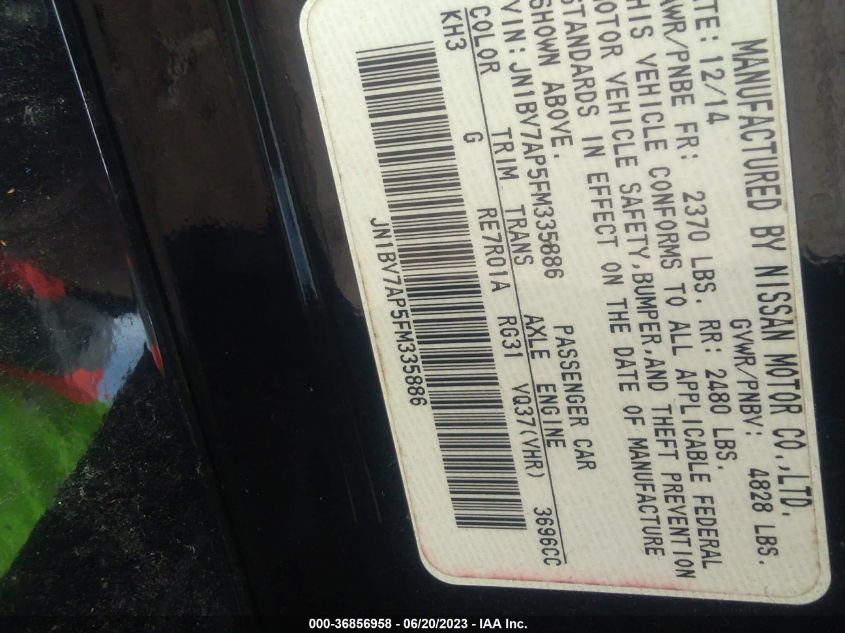 MANUFACTURED BY NISSAN MOTOR CO.,LTD.
ATE: 12/14 GVWR/PNBV: 4828 LBS.
AWR/PNBE FR: 2370 LBS. RR: 2480 LBS.
HIS VEHICLE CONFORMS TO ALL APPLICABLE FEDERAL
MOTOR VEHICLE SAFETY,BUMPER,AND THEFT PREVENTION
STANDARDS IN EFFECT ON THE DATE OF MANUFACTURE
SHOWN ABOVE.
VIN: JN1BV7AP5FM335886 PASSENGER CAR
COLOR TRIM TRANS AXLE ENGINE
KH3 G RE7R01A RG31 VQ37(VHR) 3696CC
JN1BV7AP5FM335886
000-36856958 - 06/20/2023 - IAA Inc.